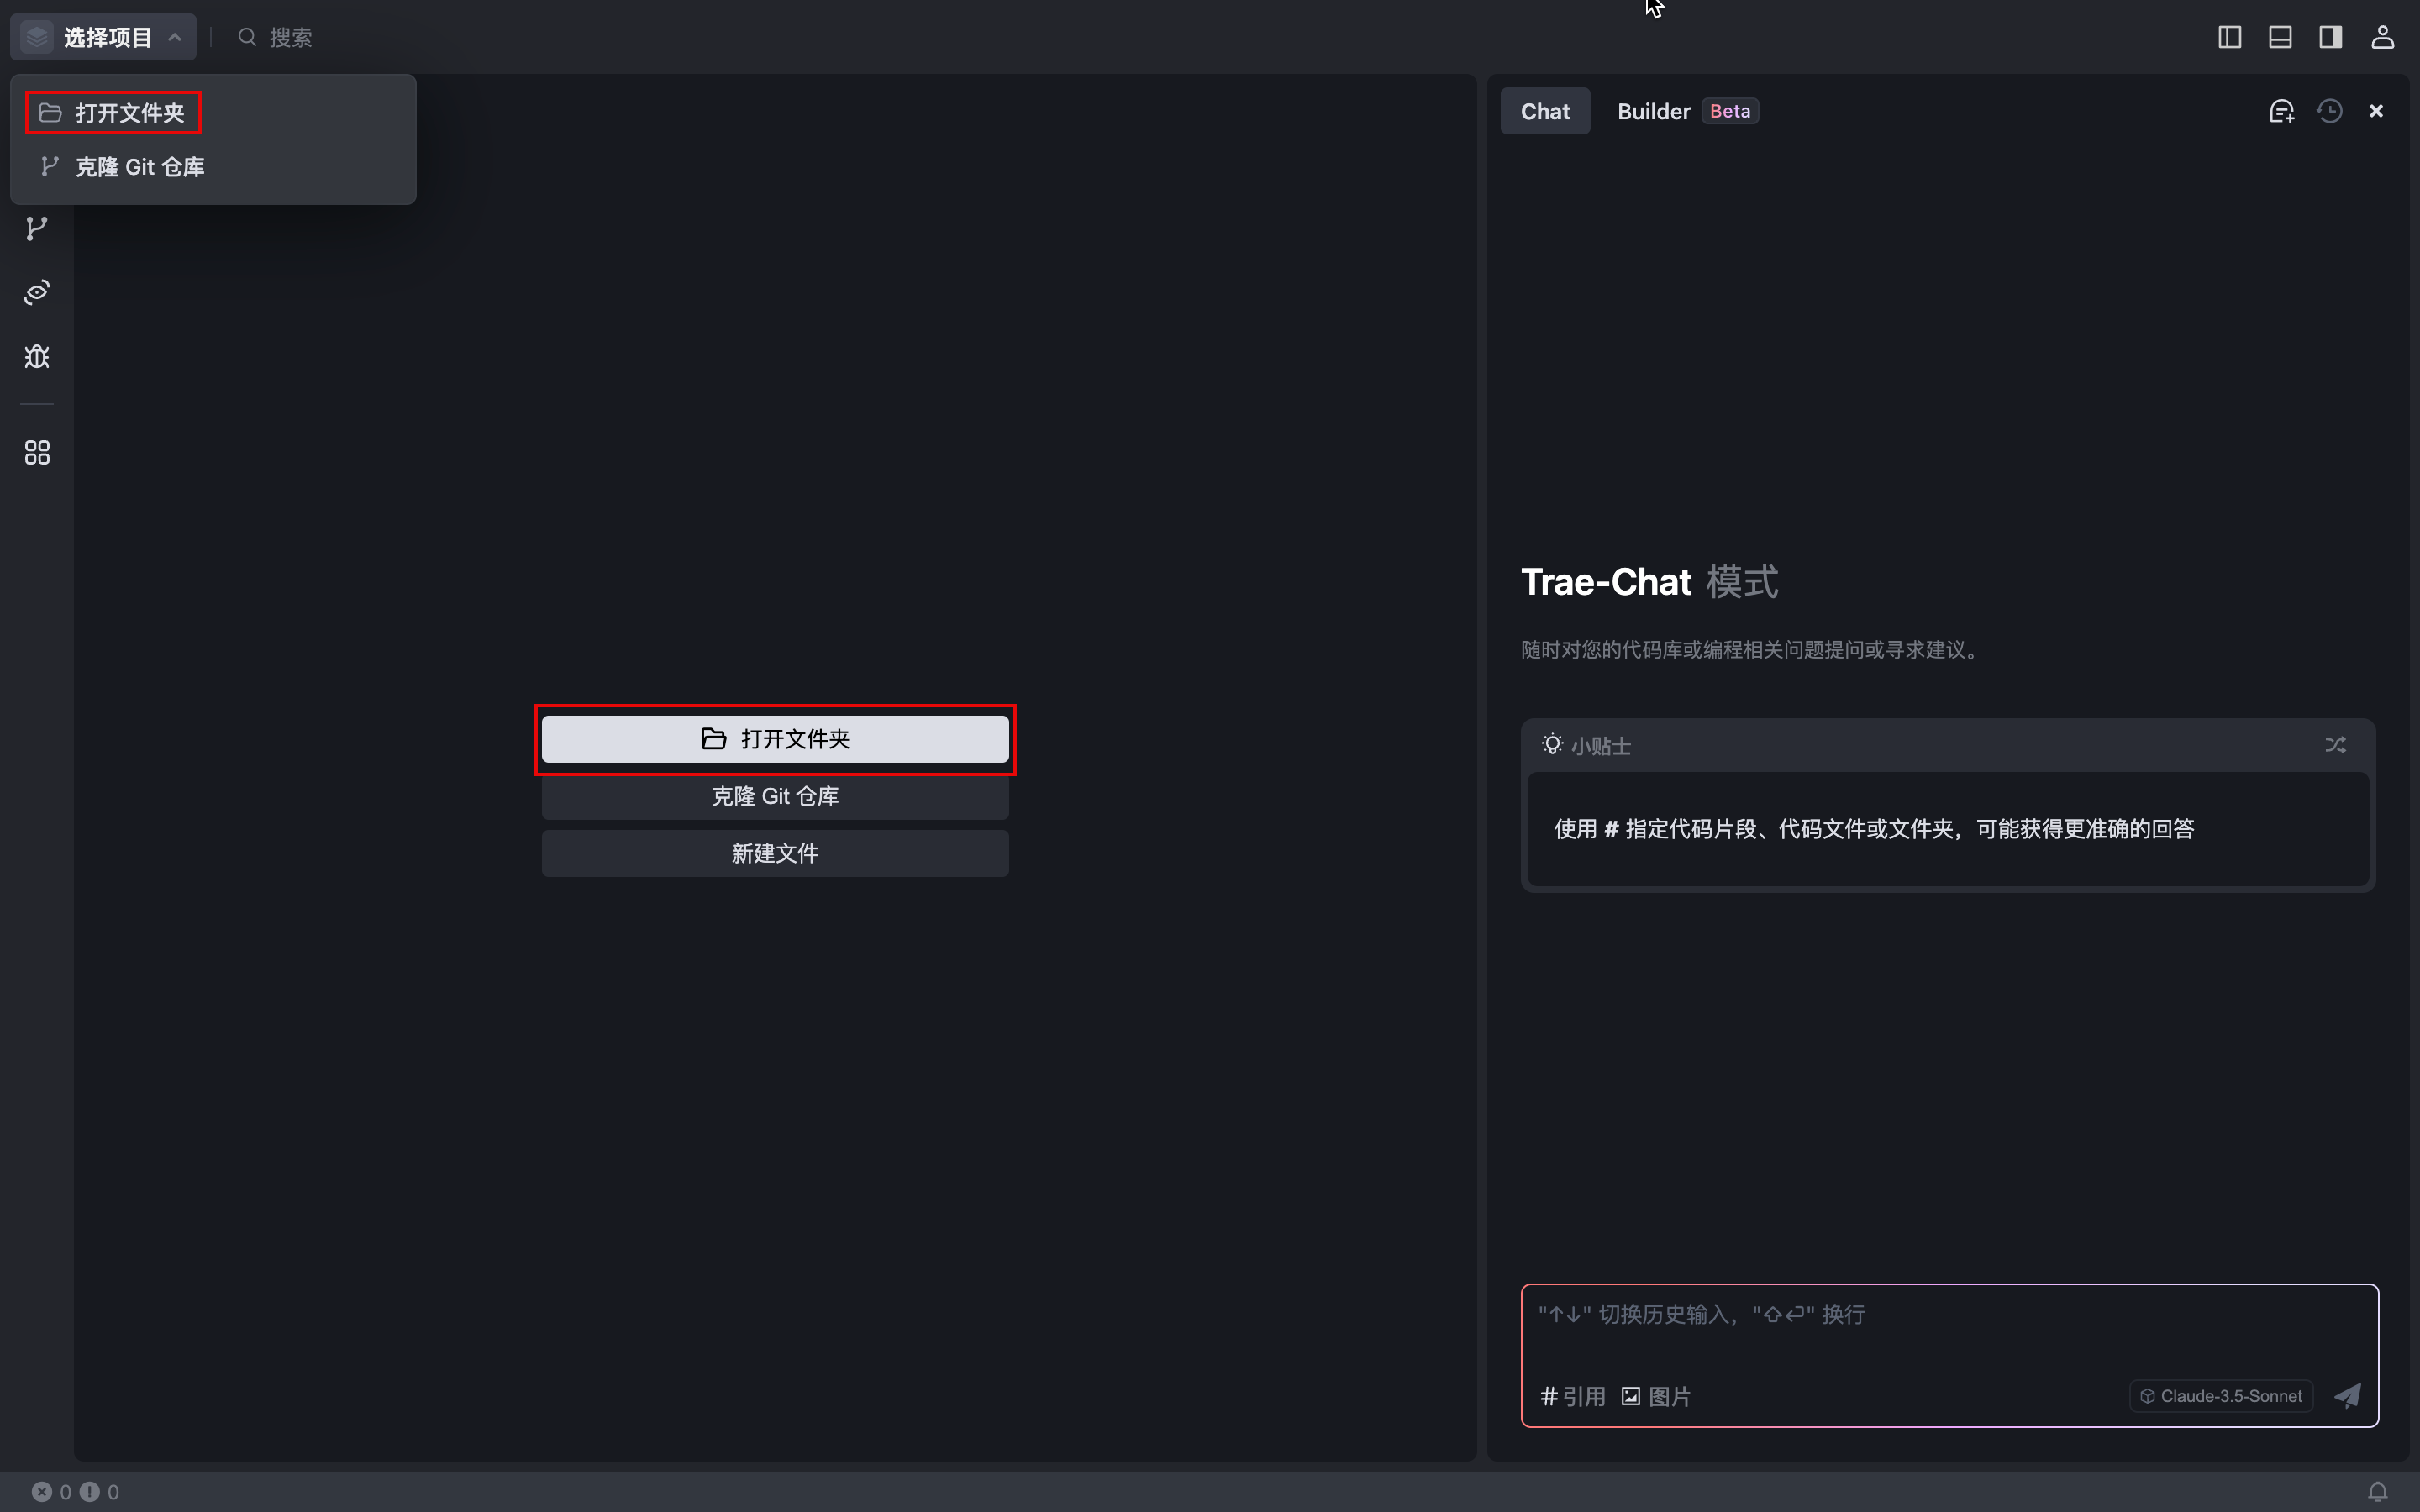 选择项目
搜索
打开文件夹
克隆 Git 仓库
打开文件夹
克隆 Git 仓库
新建文件
Chat
Builder Beta
Trae-Chat 模式
随时对您的代码库或编程相关问题提问或寻求建议。
小贴士
使用 # 指定代码片段、代码文件或文件夹，可能获得更准确的回答
"↑↓" 切换历史输入，"⇧⏎" 换行
#引用 图片
Claude-3.5-Sonnet
0 0